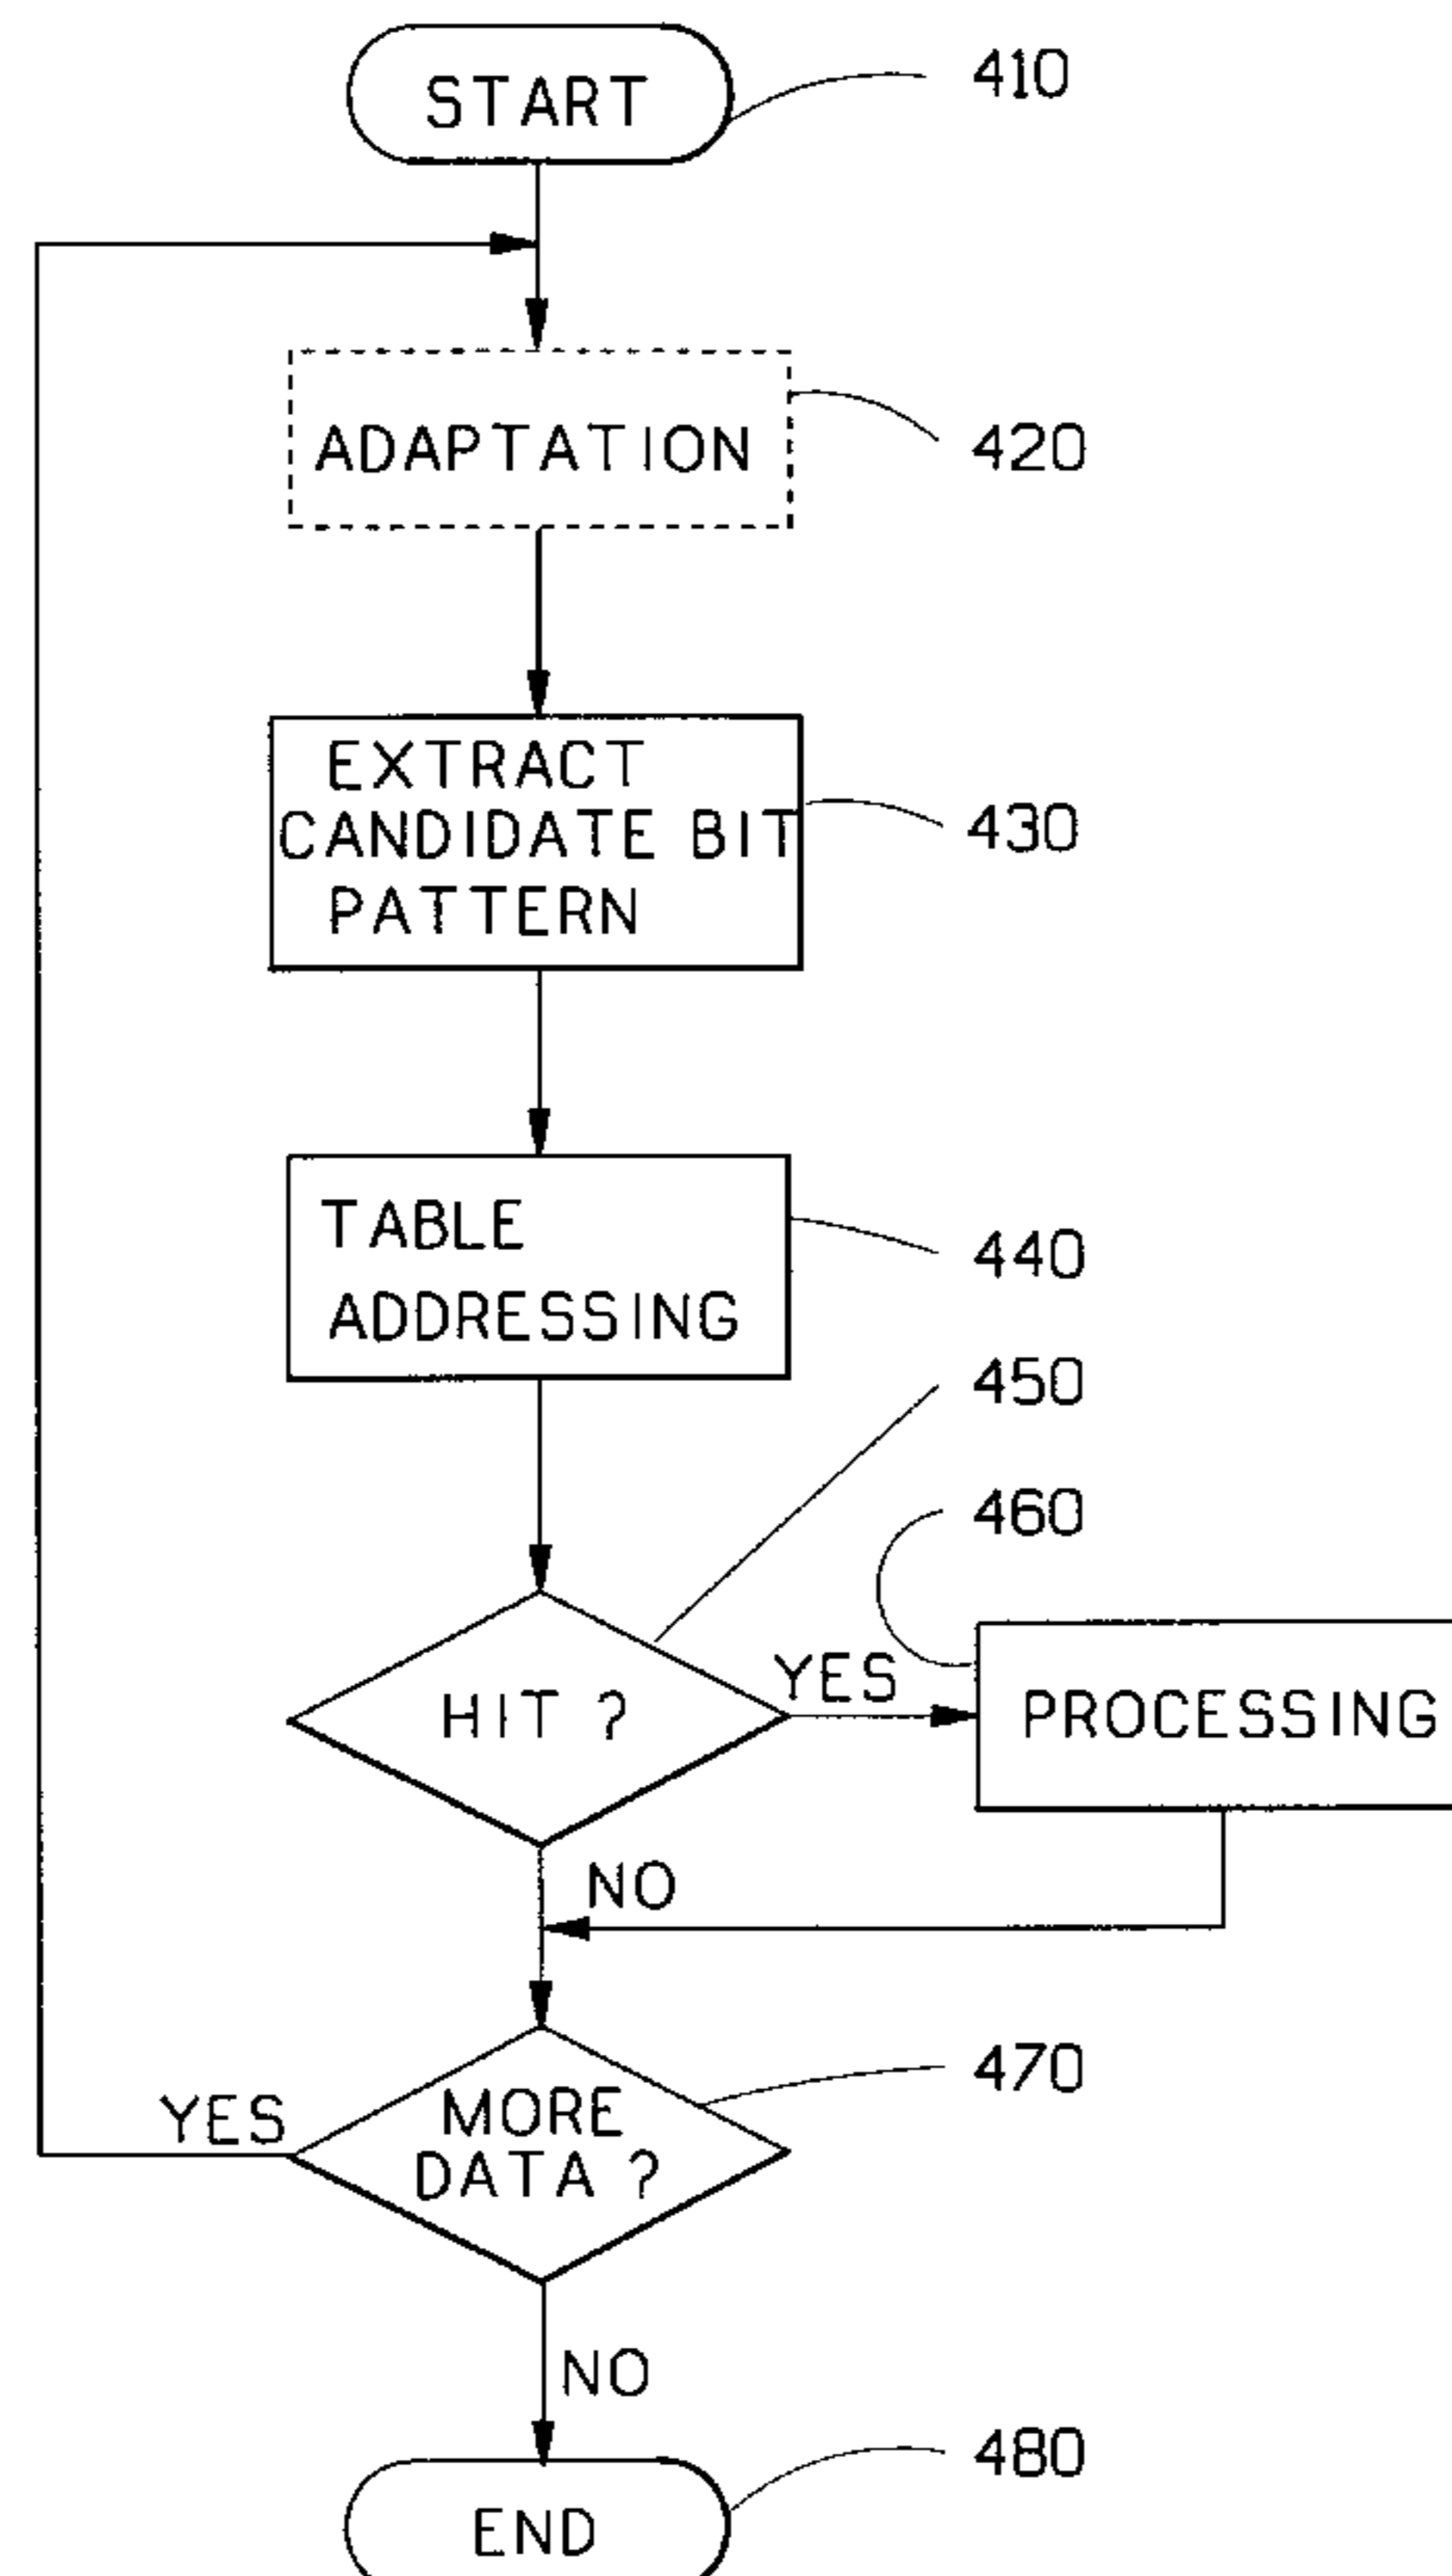 START
410
ADAPTATION
420
EXTRACT
CANDIDATE BIT
PATTERN
430
TABLE
ADDRESSING
440
450
460
HIT ?
YES
PROCESSING
NO
470
MORE
DATA ?
YES
NO
480
END